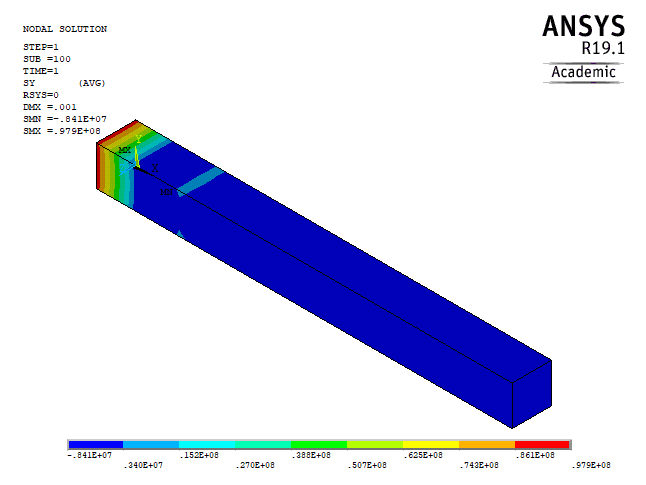 NODAL SOLUTION
STEP=1
SUB =100
TIME=1
SY (AVG)
RSYS=0
DMX =.001
SMN =-.841E+07
SMX =.979E+08
ANSYS
R19.1
Academic
Y
MX
X
MN
-.841E+07 .152E+08 .388E+08 .625E+08 .861E+08
.340E+07 .270E+08 .507E+08 .743E+08 .979E+08